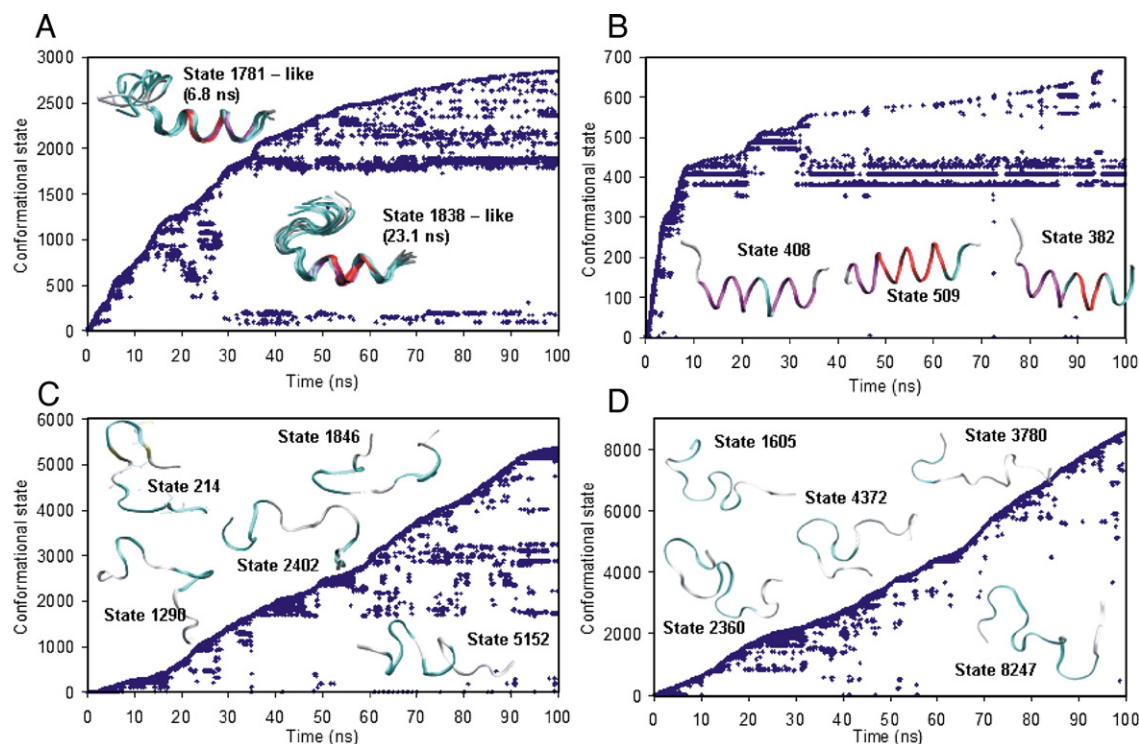 A
Conformational state
3000
2500
2000
1500
1000
500
0
State 1781 – like
(6.8 ns)
State 1838 – like
(23.1 ns)
0 10 20 30 40 50 60 70 80 90 100
Time (ns)
B
Conformational state
700
600
500
400
300
200
100
0
State 408
State 509
State 382
0 10 20 30 40 50 60 70 80 90 100
Time (ns)
C
Conformational state
6000
5000
4000
3000
2000
1000
0
State 214
State 1846
State 2402
State 1290
State 5152
0 10 20 30 40 50 60 70 80 90 100
Time (ns)
D
Conformational state
8000
6000
4000
2000
0
State 1605
State 3780
State 4372
State 2360
State 8247
0 10 20 30 40 50 60 70 80 90 100
Time (ns)